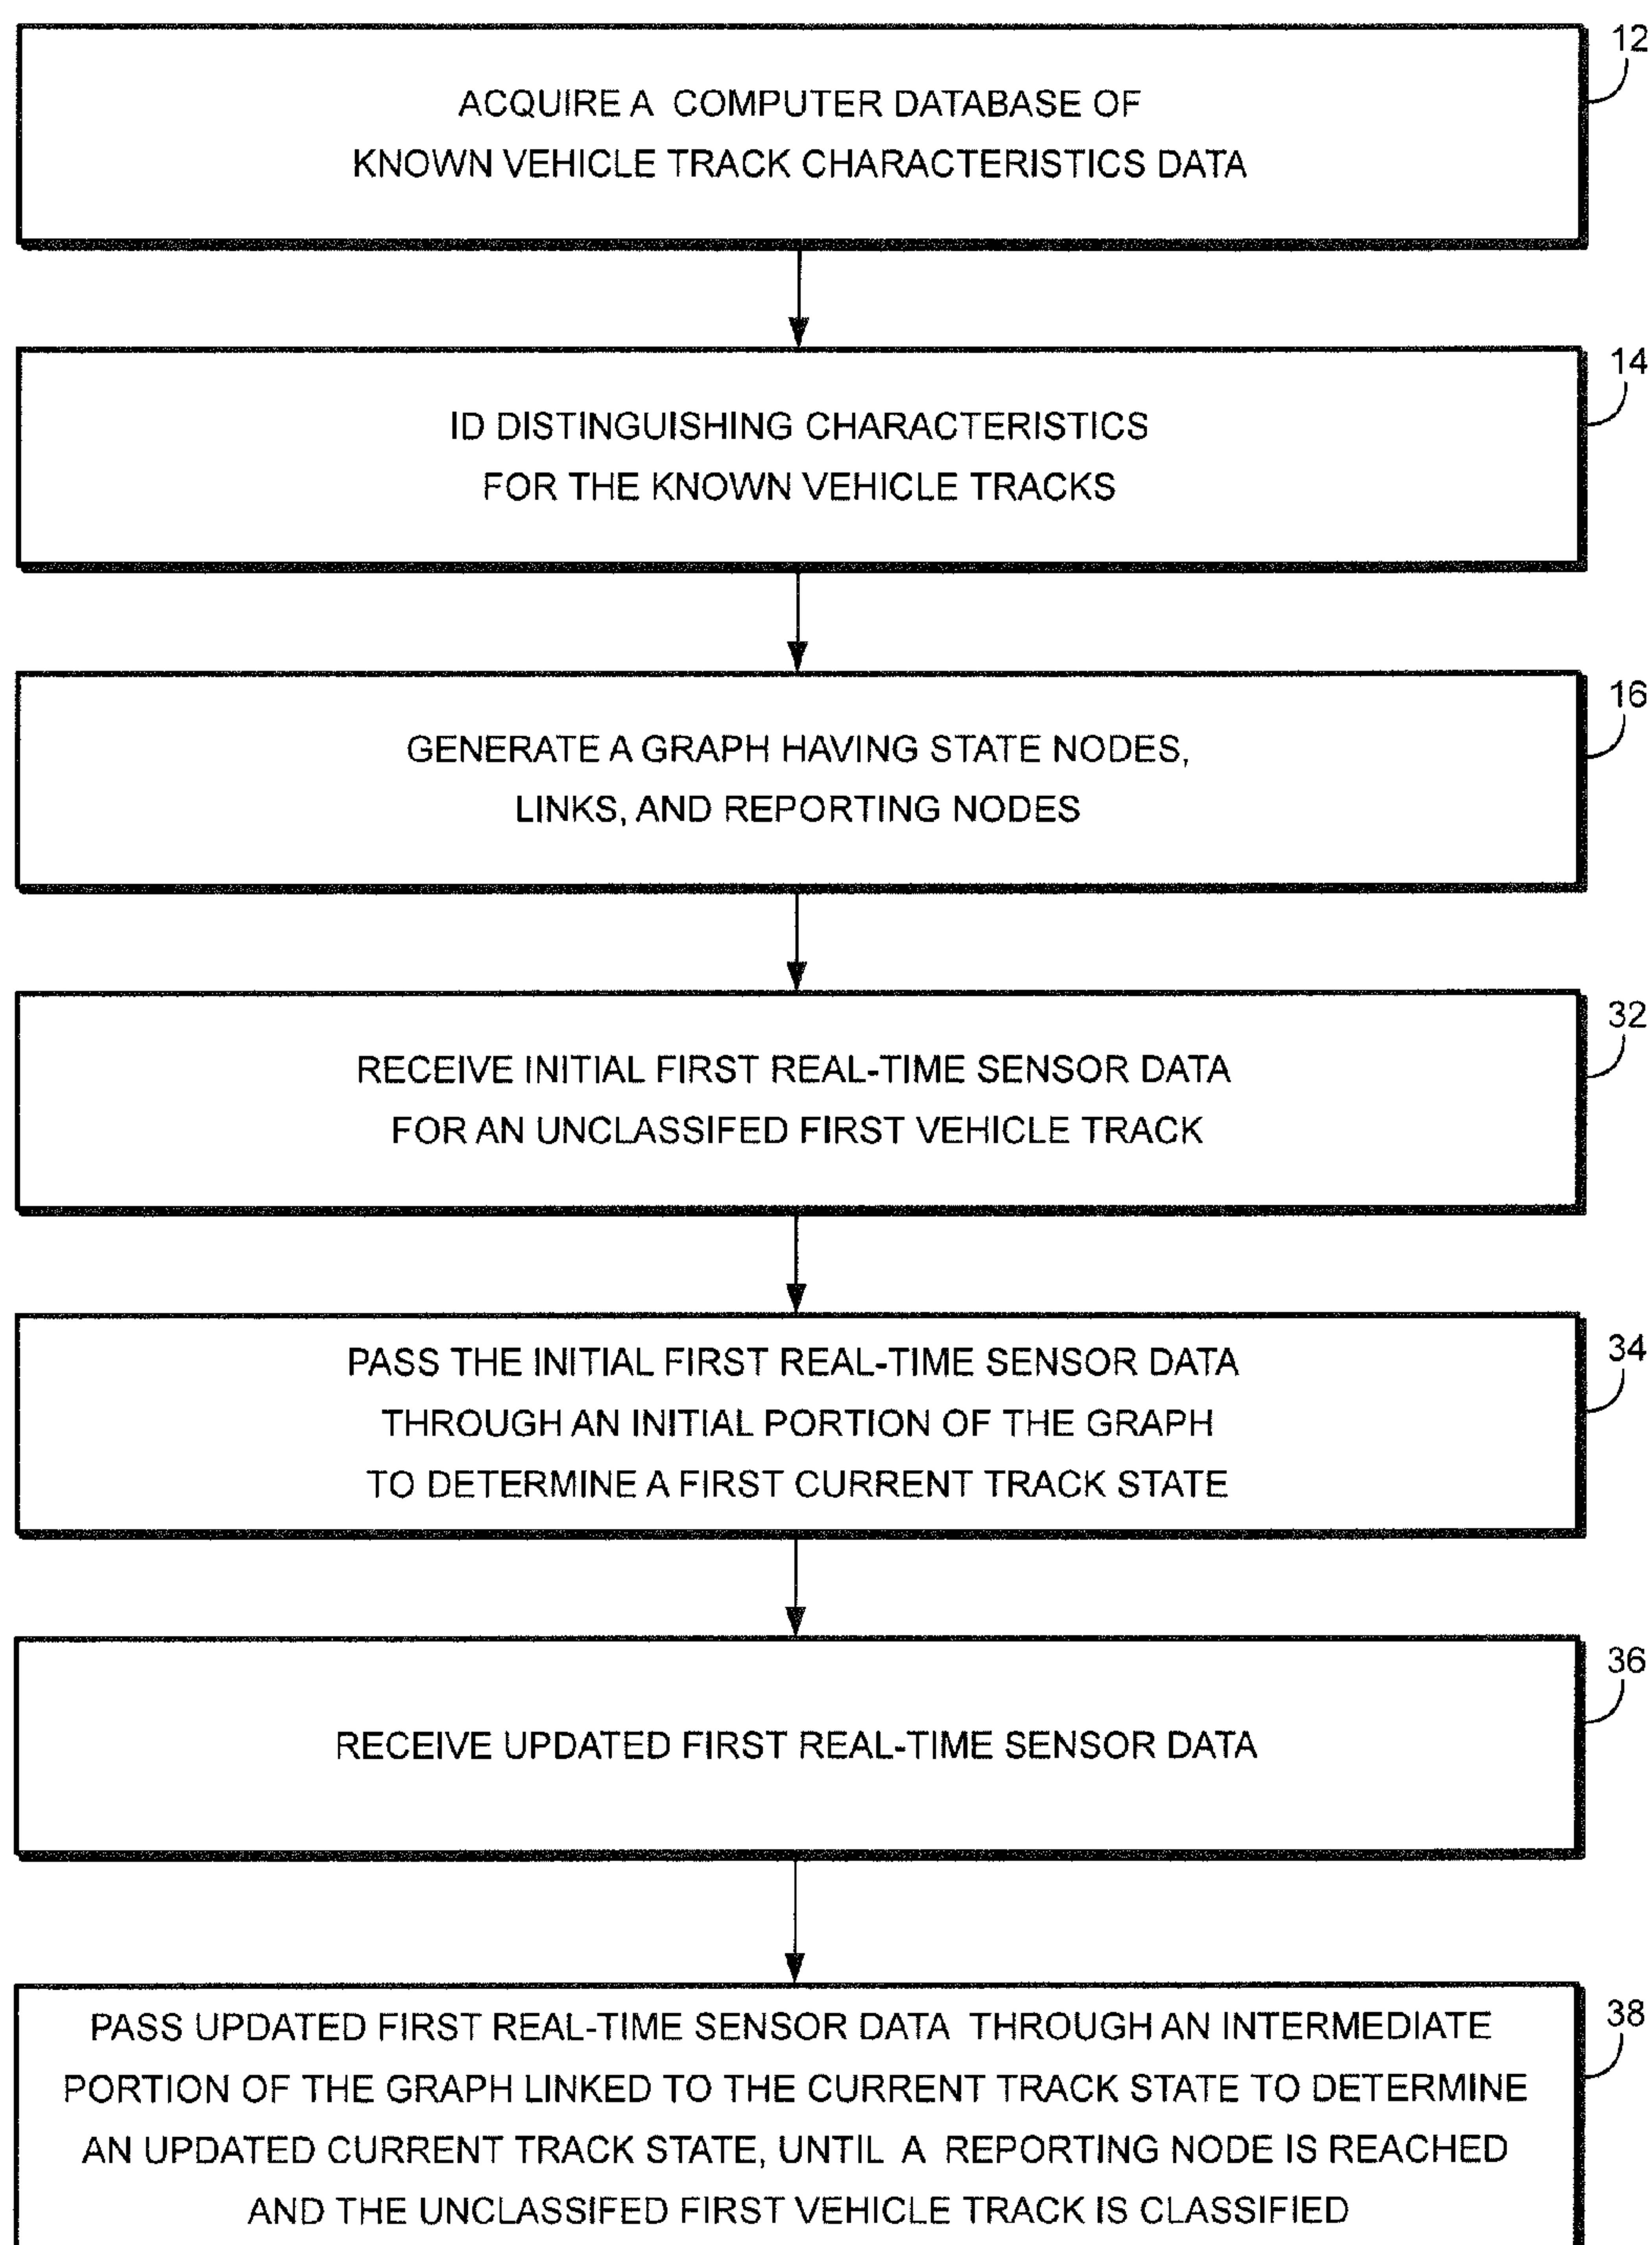 12
ACQUIRE A COMPUTER DATABASE OF
KNOWN VEHICLE TRACK CHARACTERISTICS DATA
14
ID DISTINGUISHING CHARACTERISTICS
FOR THE KNOWN VEHICLE TRACKS
16
GENERATE A GRAPH HAVING STATE NODES,
LINKS, AND REPORTING NODES
32
RECEIVE INITIAL FIRST REAL-TIME SENSOR DATA
FOR AN UNCLASSIFED FIRST VEHICLE TRACK
34
PASS THE INITIAL FIRST REAL-TIME SENSOR DATA
THROUGH AN INITIAL PORTION OF THE GRAPH
TO DETERMINE A FIRST CURRENT TRACK STATE
36
RECEIVE UPDATED FIRST REAL-TIME SENSOR DATA
38
PASS UPDATED FIRST REAL-TIME SENSOR DATA THROUGH AN INTERMEDIATE
PORTION OF THE GRAPH LINKED TO THE CURRENT TRACK STATE TO DETERMINE
AN UPDATED CURRENT TRACK STATE, UNTIL A REPORTING NODE IS REACHED
AND THE UNCLASSIFED FIRST VEHICLE TRACK IS CLASSIFIED